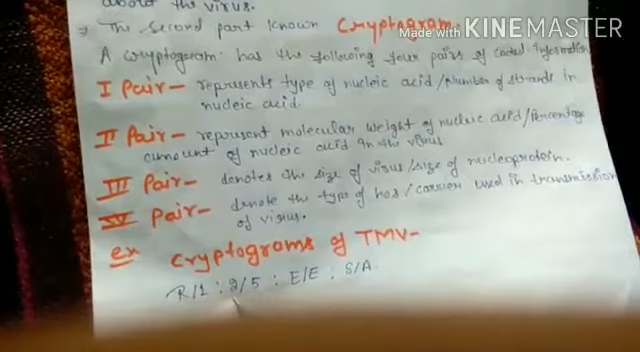 about the virus.
→ The second part known Cryptogram.
Made with KINEMASTER
A cryptogram has the following four pairs of coded Information
I Pair- represents type of nucleic acid/Number of strands in
nucleic acid.
II Pair- represent molecular weight of nucleic acid/Percentage
amount of nucleic acid in the virus
III Pair- denotes the size of virus/size of nucleoprotein.
IV Pair- denote the type of hos/carrier used in transmission
of virus.
ex Cryptograms of TMV-
R/1 : 2/5 : E/E : S/A